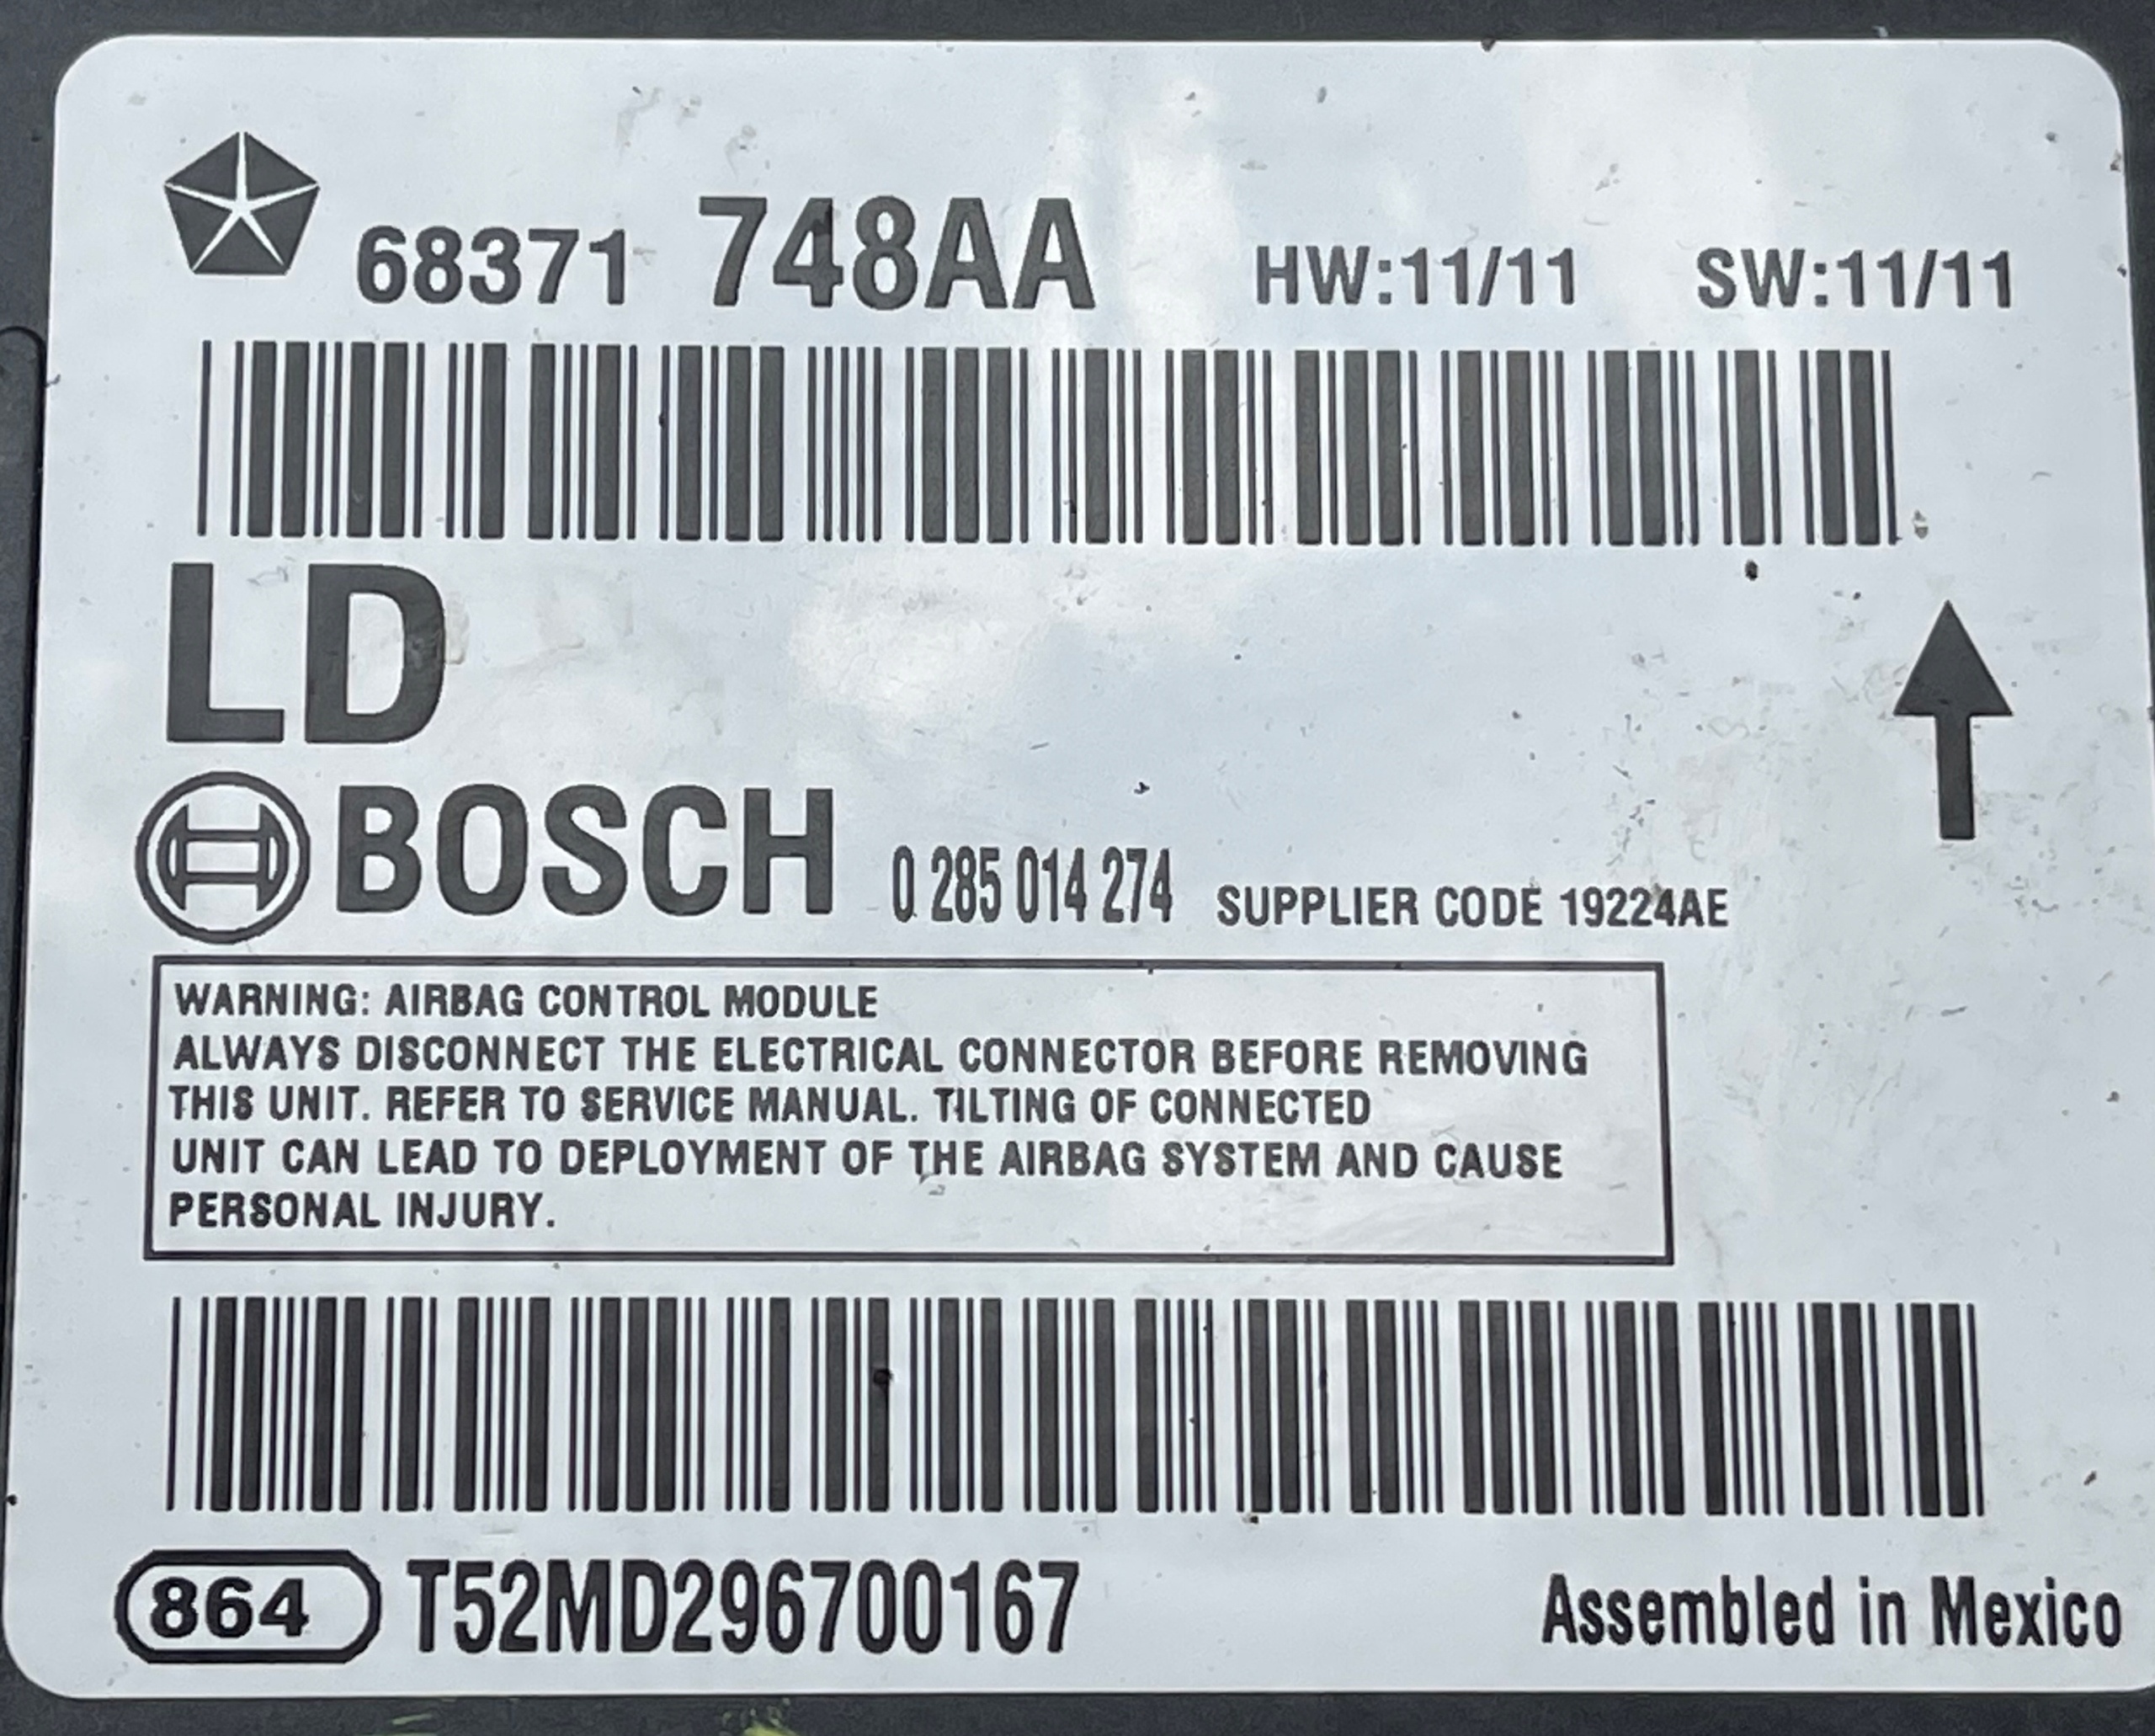 68371 748AA HW:11/11 SW:11/11
LD
BOSCH 0 285 014 274 SUPPLIER CODE 19224AE
WARNING: AIRBAG CONTROL MODULE
ALWAYS DISCONNECT THE ELECTRICAL CONNECTOR BEFORE REMOVING
THIS UNIT. REFER TO SERVICE MANUAL. TILTING OF CONNECTED
UNIT CAN LEAD TO DEPLOYMENT OF THE AIRBAG SYSTEM AND CAUSE
PERSONAL INJURY.
864 T52MD296700167 Assembled in Mexico